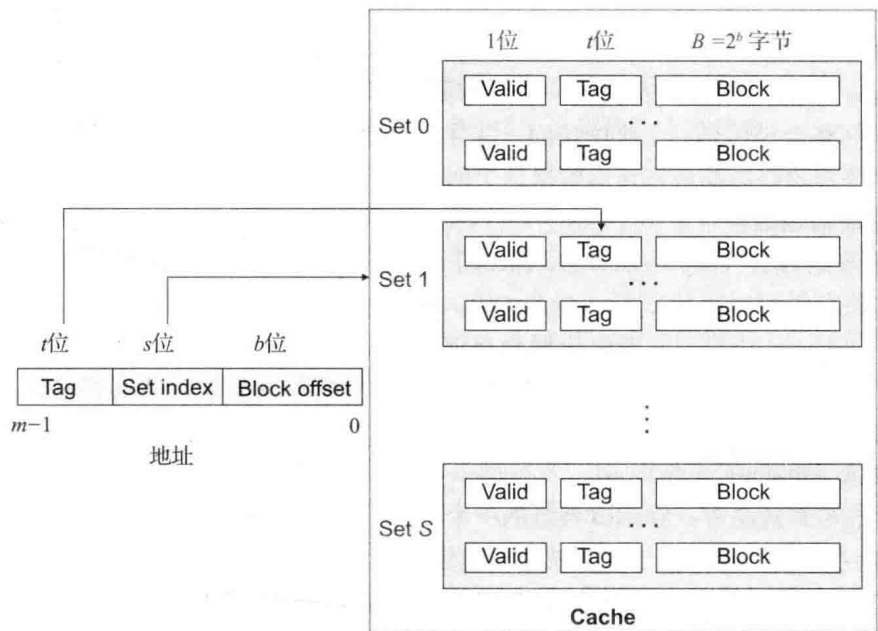 1位 t位 B =2^b 字节
Valid Tag Block
Set 0 ...
Valid Tag Block
Valid Tag Block
Set 1 ...
Valid Tag Block
t位 s位 b位
Tag Set index Block offset
m−1 0
地址
Valid Tag Block
Set S ...
Valid Tag Block
Cache